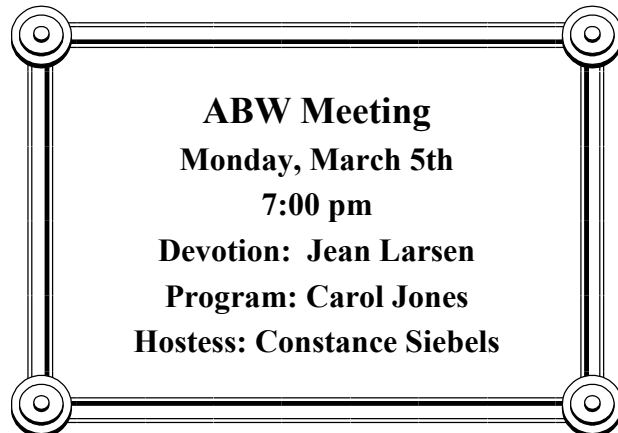 ABW Meeting
Monday, March 5th
7:00 pm
Devotion:  Jean Larsen
Program: Carol Jones
Hostess: Constance Siebels